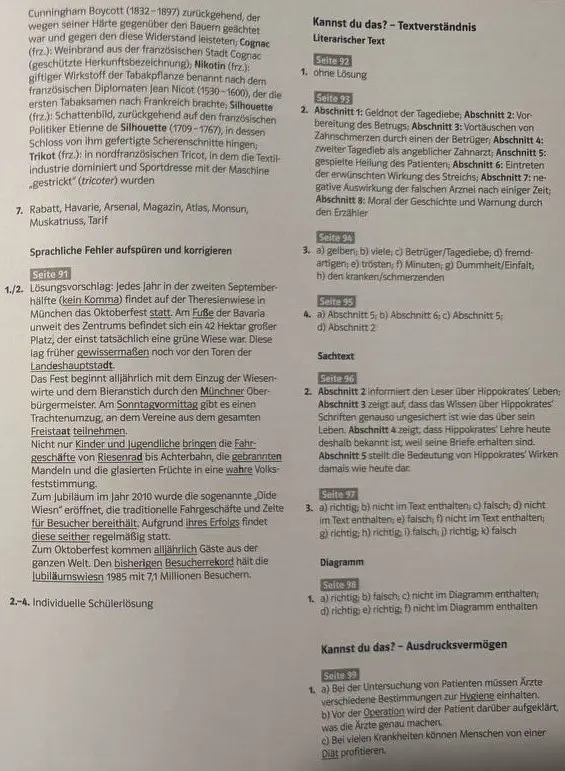 Cunningham Boycott (1832–1897) zurückgehend, der
wegen seiner Härte gegenüber den Bauern geächtet
war und gegen den diese Widerstand leisteten; Cognac
(frz.): Weinbrand aus der französischen Stadt Cognac
(geschützte Herkunftsbezeichnung); Nikotin (frz.):
giftiger Wirkstoff der Tabakpflanze benannt nach dem
französischen Diplomaten Jean Nicot (1530–1600), der die
ersten Tabaksamen nach Frankreich brachte; Silhouette
(frz.): Schattenbild, zurückgehend auf den französischen
Politiker Etienne de Silhouette (1709–1767), in dessen
Schloss von ihm gefertigte Scherenschnitte hingen;
Trikot (frz.): in nordfranzösischen Tricot, in dem die Textil-
industrie dominiert und Sportdresse mit der Maschine
„gestrickt" (tricoter) wurden
7. Rabatt, Havarie, Arsenal, Magazin, Atlas, Monsun,
Muskatnuss, Tarif
Sprachliche Fehler aufspüren und korrigieren
Seite 91
1./2. Lösungsvorschlag: Jedes Jahr in der zweiten September-
hälfte (kein Komma) findet auf der Theresienwiese in
München das Oktoberfest statt. Am Fuße der Bavaria
unweit des Zentrums befindet sich ein 42 Hektar großer
Platz, der einst tatsächlich eine grüne Wiese war. Diese
lag früher gewissermaßen noch vor den Toren der
Landeshauptstadt.
Das Fest beginnt alljährlich mit dem Einzug der Wiesen-
wirte und dem Bieranstich durch den Münchner Ober-
bürgermeister. Am Sonntagvormittag gibt es einen
Trachtenumzug, an dem Vereine aus dem gesamten
Freistaat teilnehmen.
Nicht nur Kinder und Jugendliche bringen die Fahr-
geschäfte von Riesenrad bis Achterbahn, die gebrannten
Mandeln und die glasierten Früchte in eine wahre Volks-
feststimmung.
Zum Jubiläum im Jahr 2010 wurde die sogenannte „Oide
Wiesn" eröffnet, die traditionelle Fahrgeschäfte und Zelte
für Besucher bereithält. Aufgrund ihres Erfolgs findet
diese seither regelmäßig statt.
Zum Oktoberfest kommen alljährlich Gäste aus der
ganzen Welt. Den bisherigen Besucherrekord hält die
Jubiläumswiesn 1985 mit 7,1 Millionen Besuchern.
2.–4. Individuelle Schülerlösung
Kannst du das? – Textverständnis
Literarischer Text
Seite 92
1. ohne Lösung
Seite 93
2. Abschnitt 1: Geldnot der Tagediebe; Abschnitt 2: Vor-
bereitung des Betrugs; Abschnitt 3: Vortäuschen von
Zahnschmerzen durch einen der Betrüger; Abschnitt 4:
zweiter Tagedieb als angeblicher Zahnarzt; Anschnitt 5:
gespielte Heilung des Patienten; Abschnitt 6: Eintreten
der erwünschten Wirkung des Streichs; Abschnitt 7: ne-
gative Auswirkung der falschen Arznei nach einiger Zeit;
Abschnitt 8: Moral der Geschichte und Warnung durch
den Erzähler
Seite 94
3. a) gelben; b) viele; c) Betrüger/Tagediebe; d) fremd-
artigen; e) trösten; f) Minuten; g) Dummheit/Einfalt;
h) den kranken/schmerzenden
Seite 95
4. a) Abschnitt 5; b) Abschnitt 6; c) Abschnitt 5;
d) Abschnitt 2
Sachtext
Seite 96
2. Abschnitt 2 informiert den Leser über Hippokrates' Leben;
Abschnitt 3 zeigt auf, dass das Wissen über Hippokrates'
Schriften genauso ungesichert ist wie das über sein
Leben. Abschnitt 4 zeigt, dass Hippokrates' Lehre heute
deshalb bekannt ist, weil seine Briefe erhalten sind.
Abschnitt 5 stellt die Bedeutung von Hippokrates' Wirken
damals wie heute dar.
Seite 97
3. a) richtig; b) nicht im Text enthalten; c) falsch; d) nicht
im Text enthalten; e) falsch; f) nicht im Text enthalten;
g) richtig; h) richtig; i) falsch; j) richtig; k) falsch
Diagramm
Seite 98
1. a) richtig; b) falsch; c) nicht im Diagramm enthalten;
d) richtig; e) richtig; f) nicht im Diagramm enthalten
Kannst du das? – Ausdrucksvermögen
Seite 99
1. a) Bei der Untersuchung von Patienten müssen Ärzte
verschiedene Bestimmungen zur Hygiene einhalten.
b) Vor der Operation wird der Patient darüber aufgeklärt,
was die Ärzte genau machen.
c) Bei vielen Krankheiten können Menschen von einer
Diät profitieren.